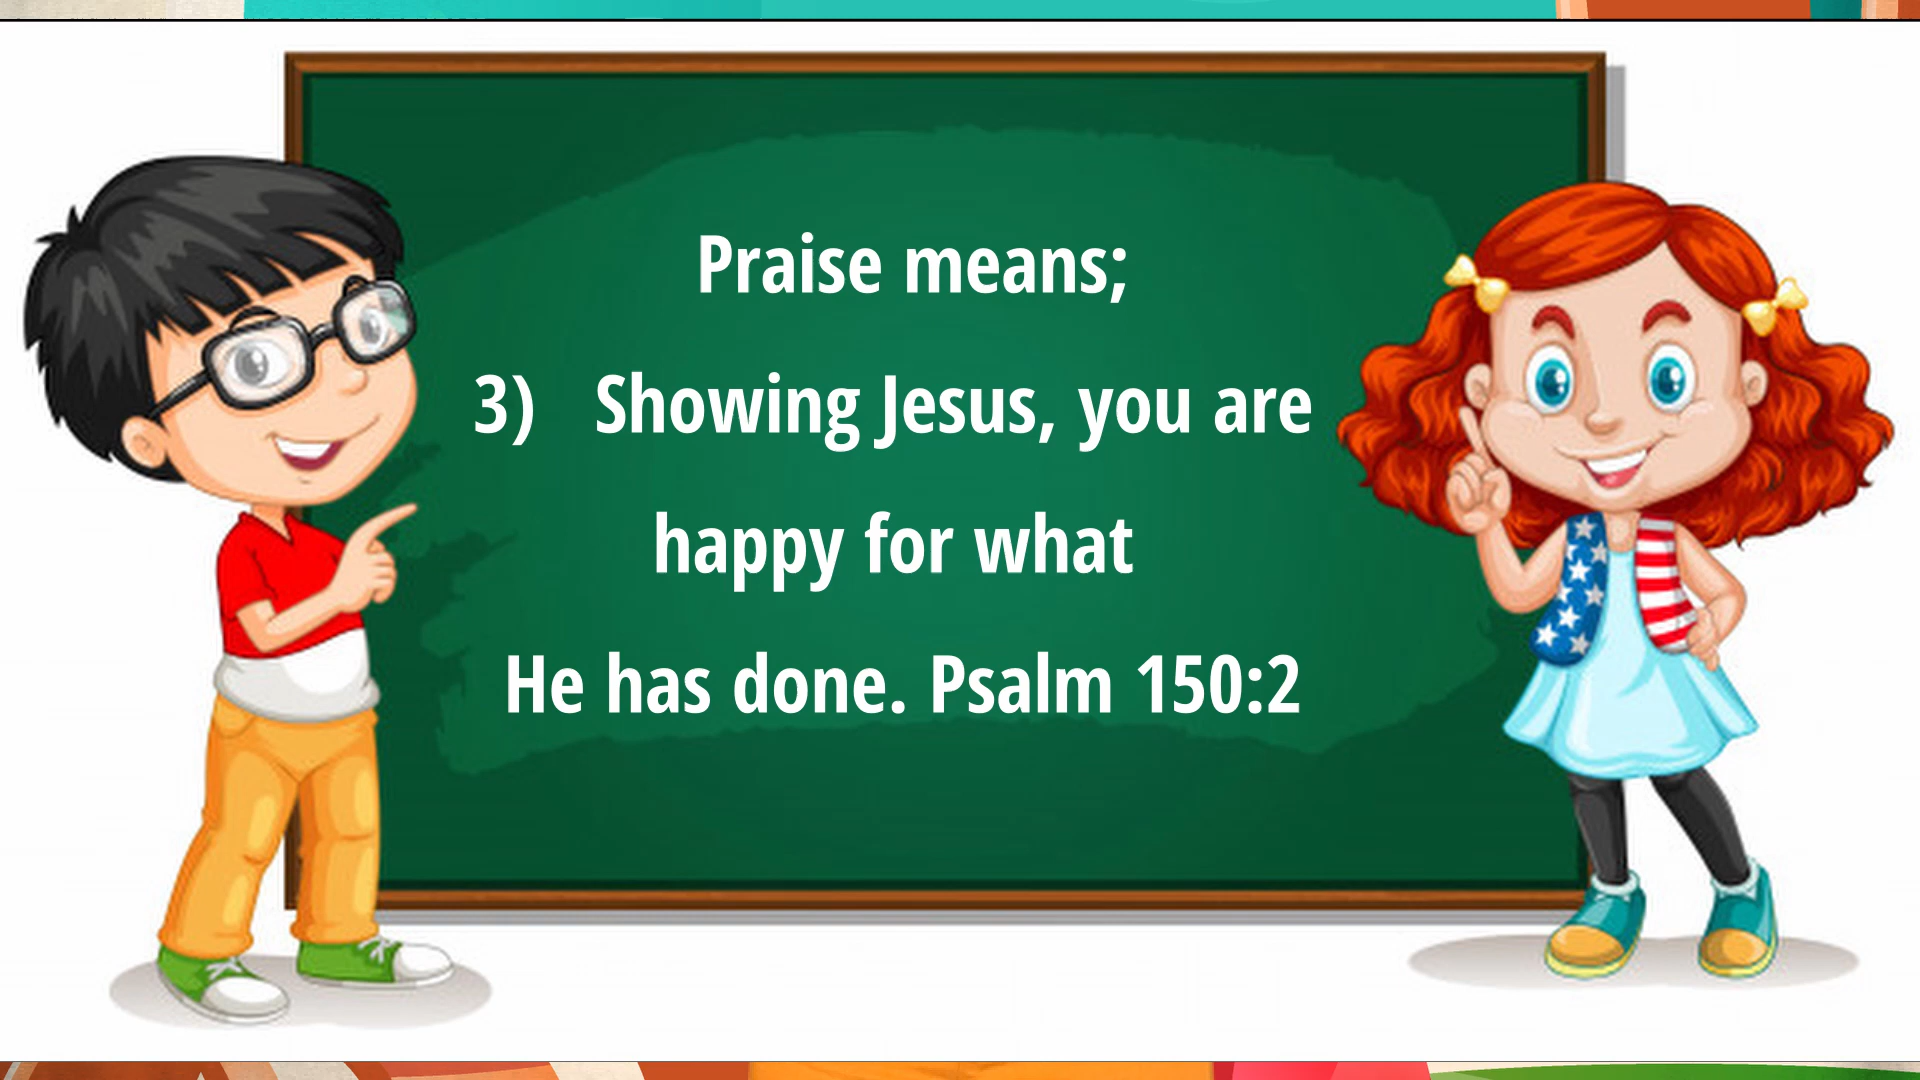 Praise means;
3) Showing Jesus, you are
happy for what
He has done. Psalm 150:2